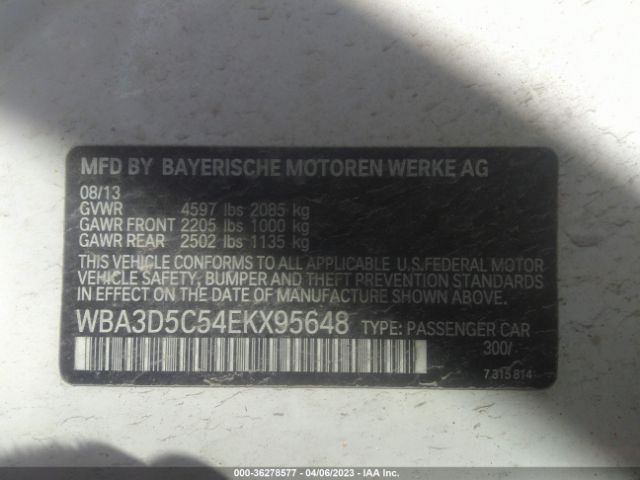 MFD BY BAYERISCHE MOTOREN WERKE AG
08/13
GVWR 4597 lbs 2085 kg
GAWR FRONT 2205 lbs 1000 kg
GAWR REAR 2502 lbs 1135 kg
THIS VEHICLE CONFORMS TO ALL APPLICABLE U.S. FEDERAL MOTOR
VEHICLE SAFETY, BUMPER AND THEFT PREVENTION STANDARDS
IN EFFECT ON THE DATE OF MANUFACTURE SHOWN ABOVE.
WBA3D5C54EKX95648 TYPE: PASSENGER CAR
300/
7 315 814
000-36278577 - 04/06/2023 - IAA Inc.